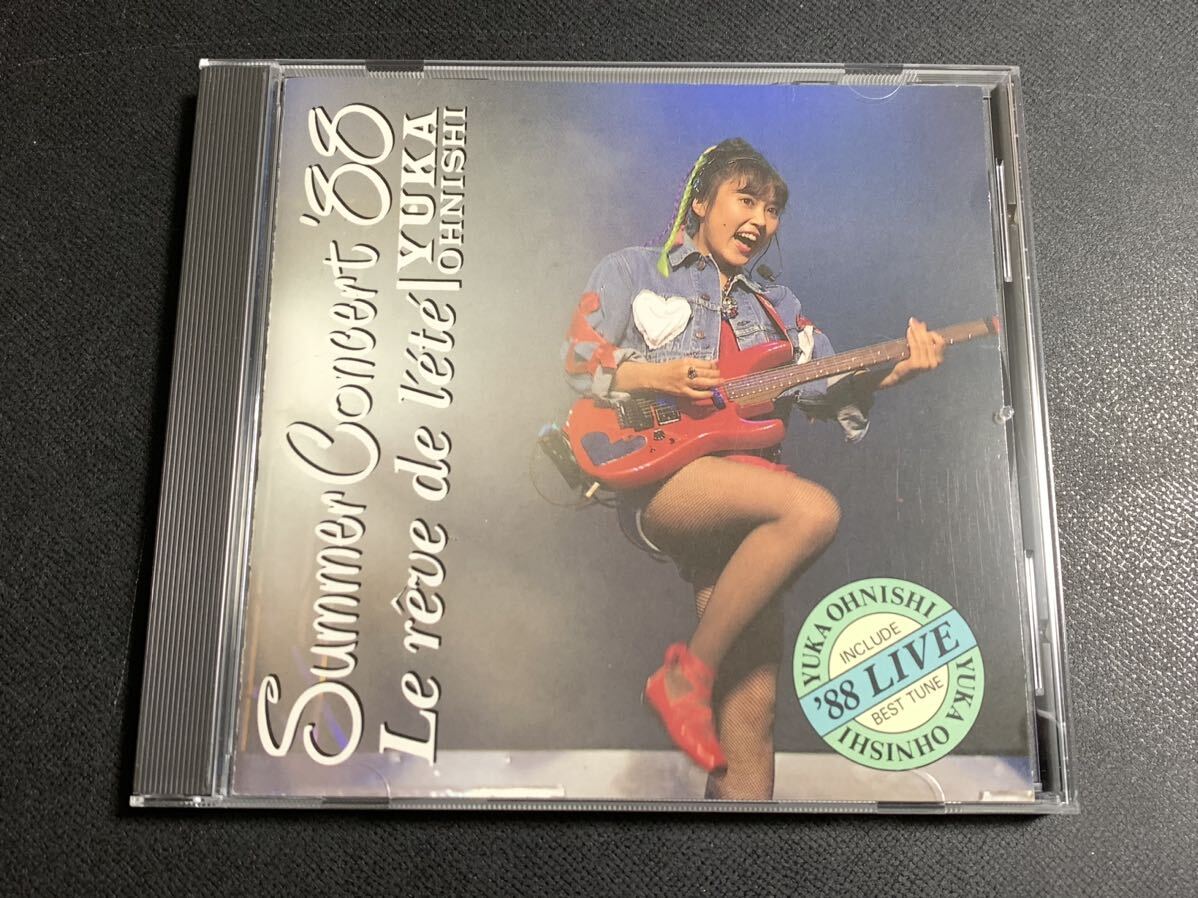 Summer Concert '88
Le rêve de l'été
YUKA
OHNISHI
YUKA OHNISHI
INCLUDE
'88 LIVE
BEST TUNE
YUKA OHNISHI